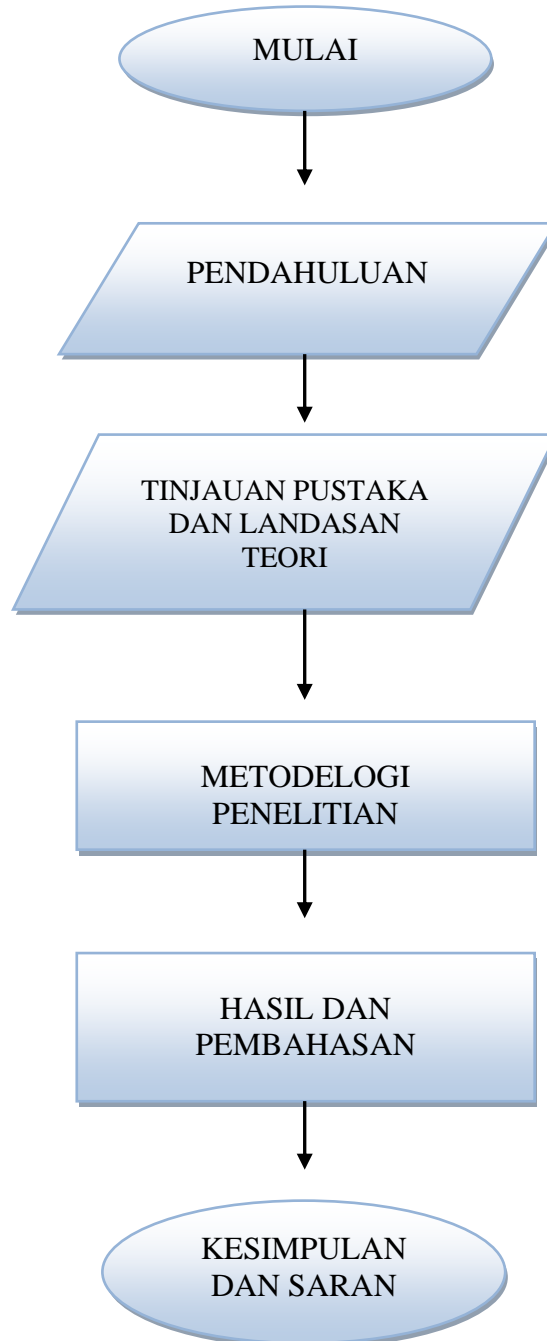 MULAI
PENDAHULUAN
TINJAUAN PUSTAKA
DAN LANDASAN
TEORI
METODELOGI
PENELITIAN
HASIL DAN
PEMBAHASAN
KESIMPULAN
DAN SARAN